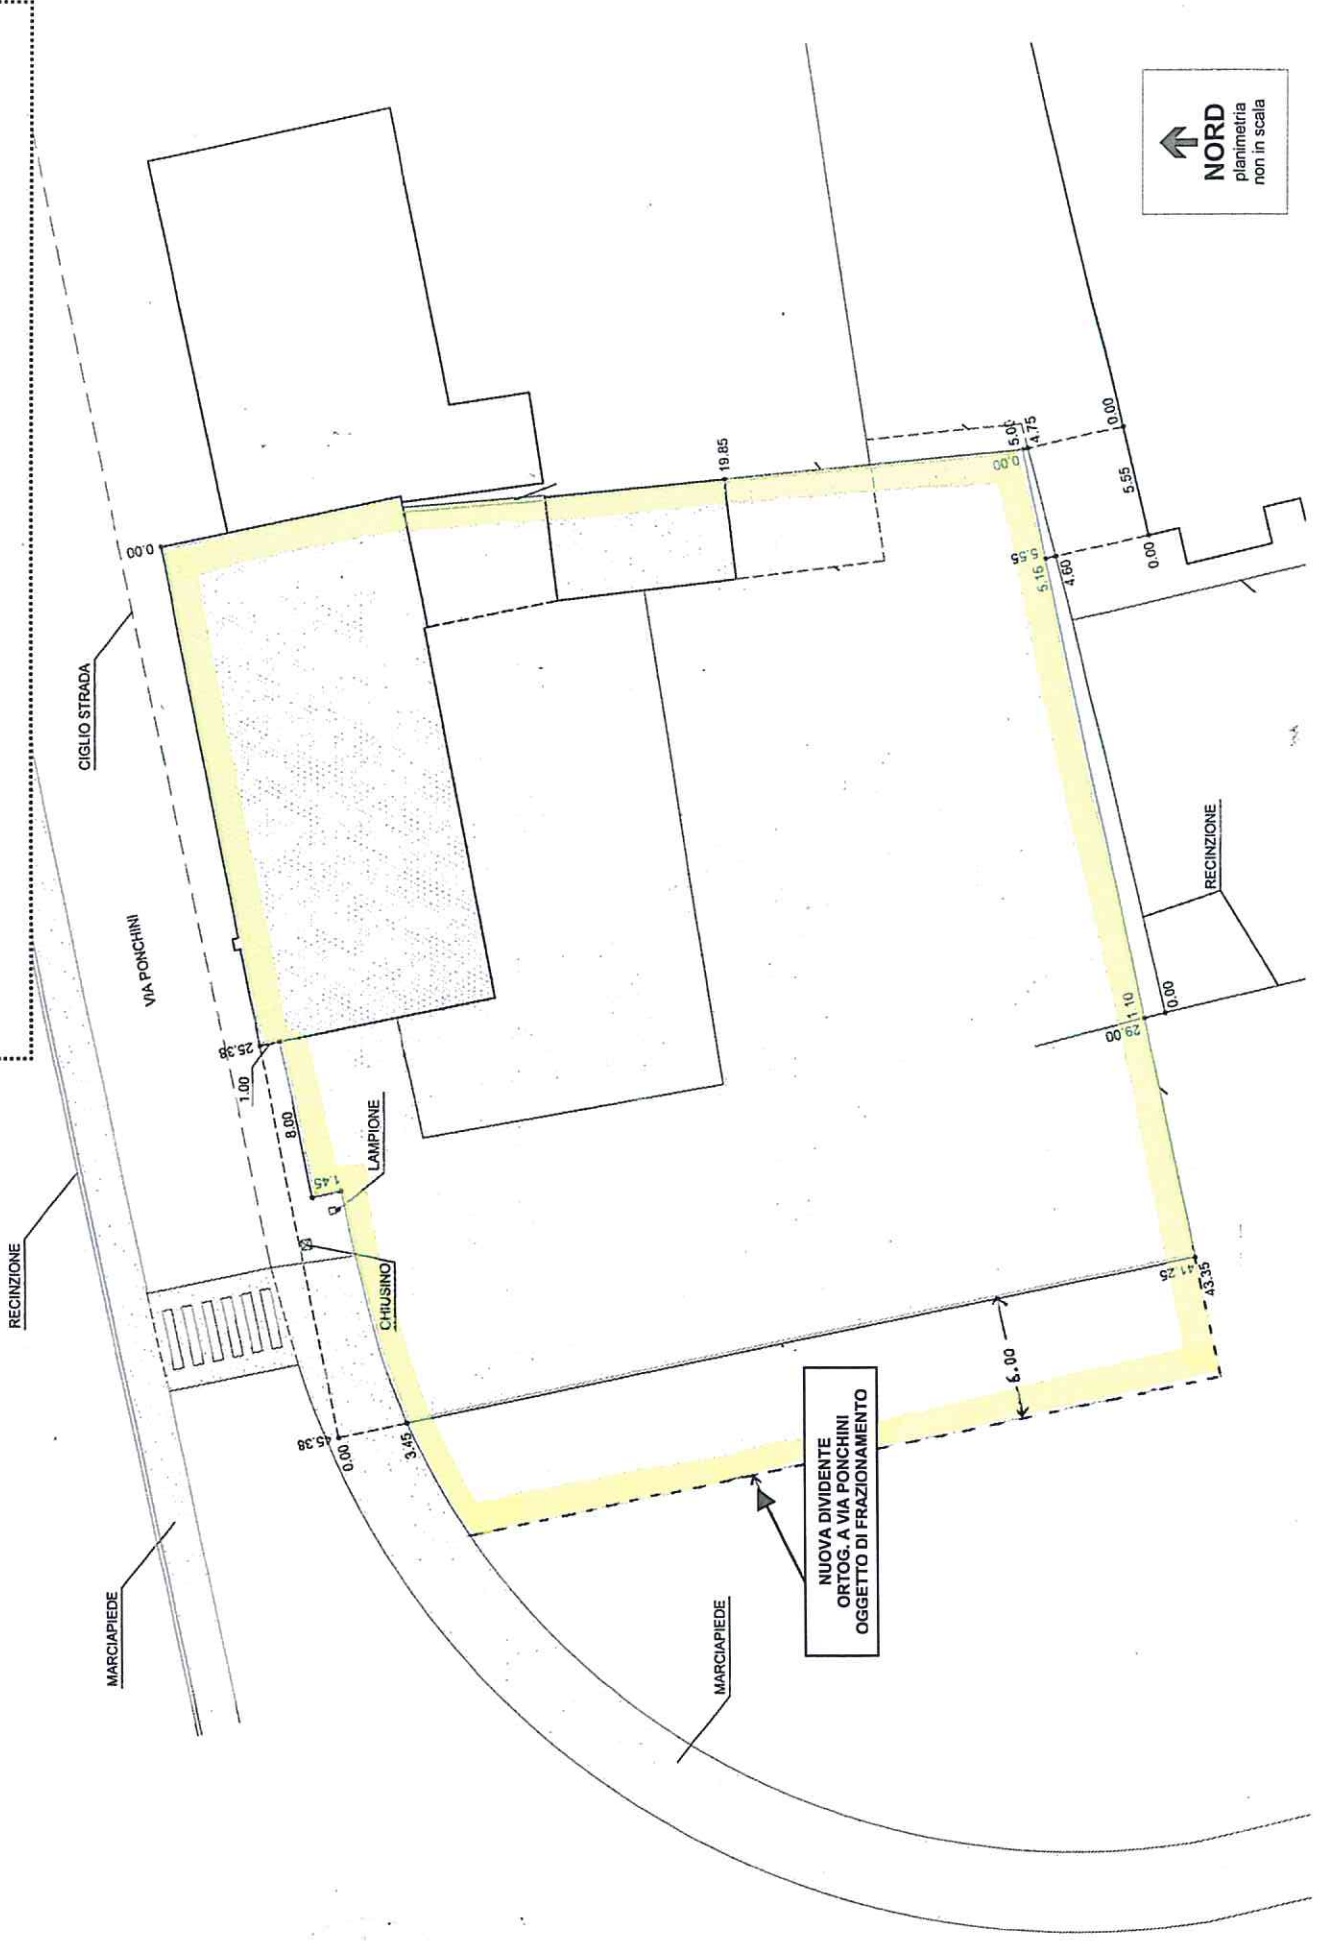 RECINZIONE
MARCIAPIEDE
CIGLIO STRADA
VIA PONCHINI
0.00
25.38
1.00
8.00
1.45
LAMPIONE
CHIUSINO
45.38
0.00
3.45
19.85
NORD
planimetria
non in scala
5.00
4.75
0.00
0.00
5.55
0.00
5.55
5.15
4.60
RECINZIONE
29.00
1.10
0.00
41.25
43.35
6.00
NUOVA DIVIDENTE
ORTOG. A VIA PONCHINI
OGGETTO DI FRAZIONAMENTO
MARCIAPIEDE